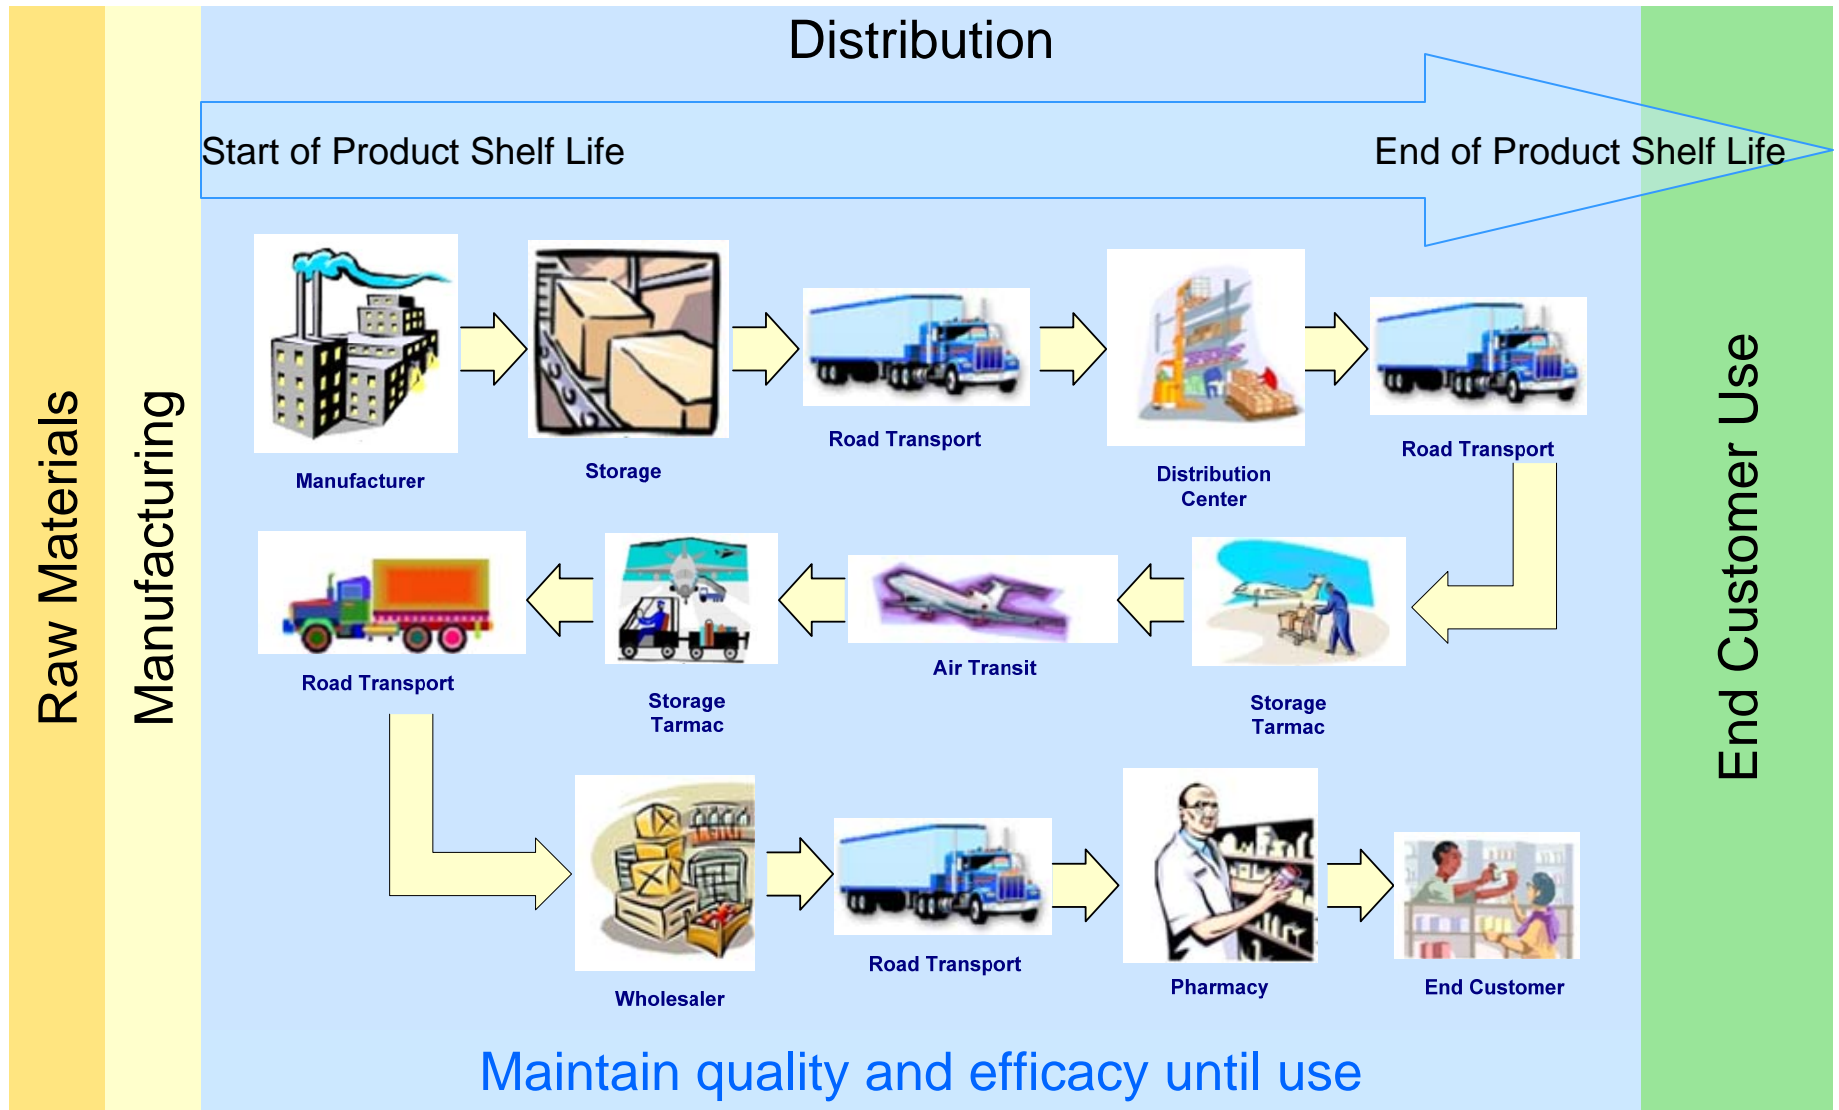 Distribution
Start of Product Shelf Life
End of Product Shelf Life
Raw Materials
Manufacturing
End Customer Use
Manufacturer
Storage
Road Transport
Distribution
Center
Road Transport
Road Transport
Storage
Tarmac
Air Transit
Storage
Tarmac
Wholesaler
Road Transport
Pharmacy
End Customer
Maintain quality and efficacy until use